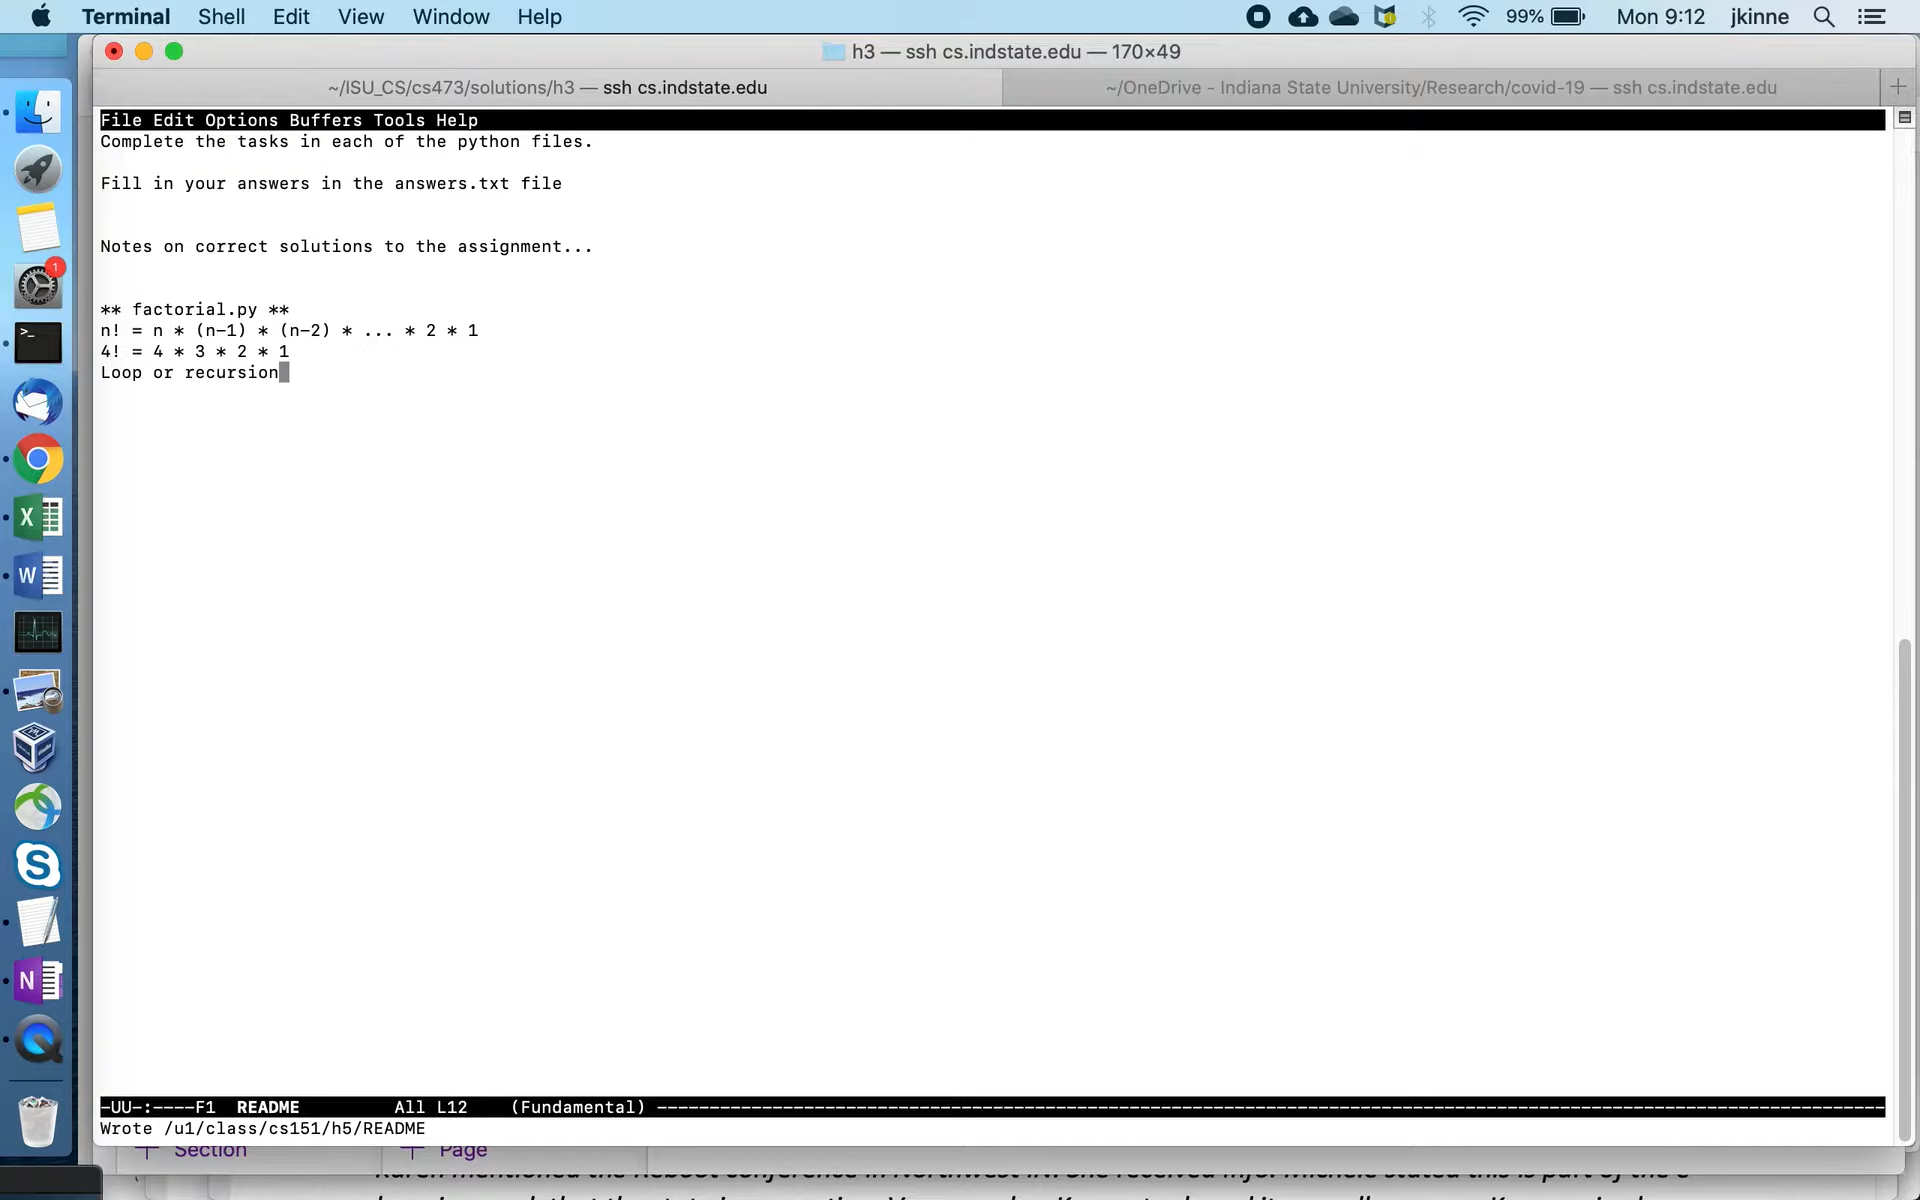 Terminal Shell Edit View Window Help 99% Mon 9:12 jkinne
h3 — ssh cs.indstate.edu — 170×49
~/ISU_CS/cs473/solutions/h3 — ssh cs.indstate.edu
~/OneDrive - Indiana State University/Research/covid-19 — ssh cs.indstate.edu
File Edit Options Buffers Tools Help
Complete the tasks in each of the python files.
Fill in your answers in the answers.txt file
Notes on correct solutions to the assignment...
** factorial.py **
n! = n * (n-1) * (n-2) * ... * 2 * 1
4! = 4 * 3 * 2 * 1
Loop or recursion
-UU-:----F1 README All L12 (Fundamental) ----------
Wrote /u1/class/cs151/h5/README
+ Section + Page